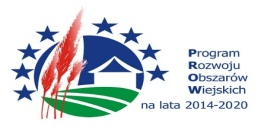 Program
Rozwoju
Obszarów
Wiejskich
na lata 2014-2020